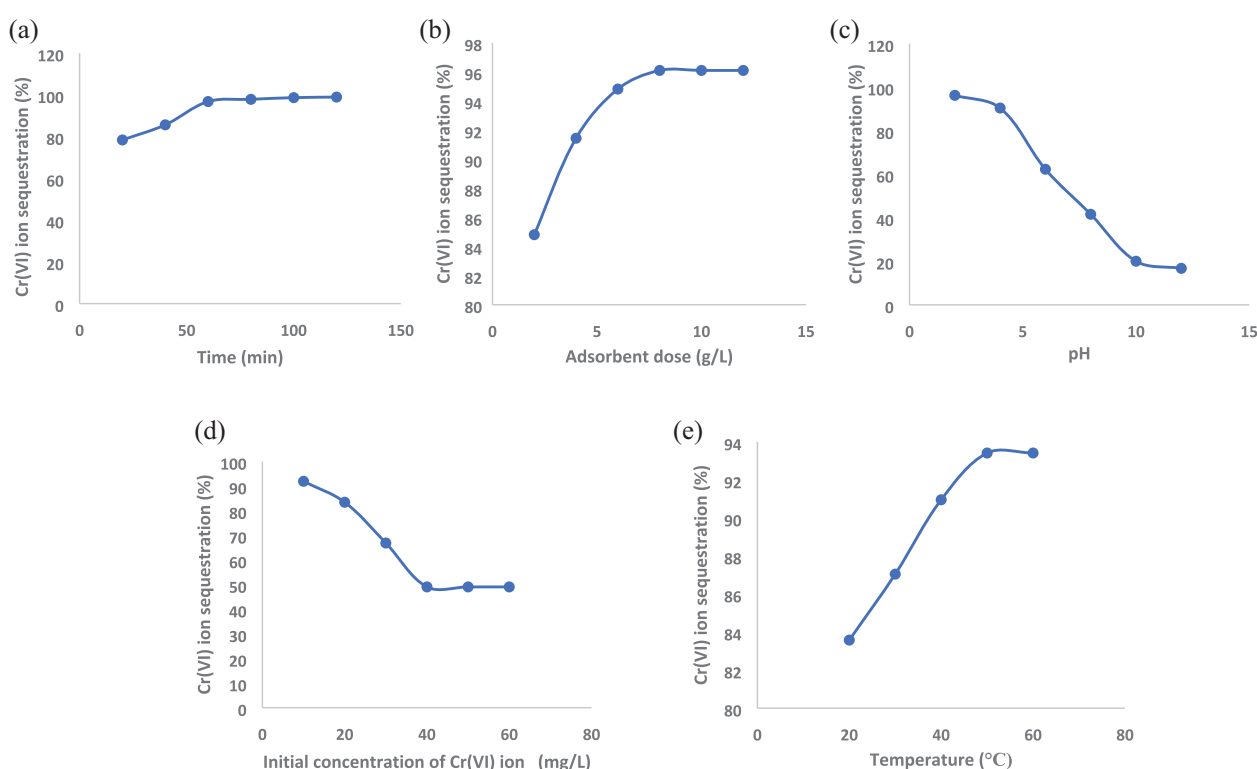 (a)
Cr(VI) ion sequestration (%)
120
100
80
60
40
20
0
0 50 100 150
Time (min)
(b)
Cr(VI) ion sequestration (%)
98
96
94
92
90
88
86
84
82
80
0 5 10 15
Adsorbent dose (g/L)
(c)
Cr(VI) ion sequestration (%)
120
100
80
60
40
20
0
0 5 10 15
pH
(d)
Cr(VI) ion sequestration (%)
100
90
80
70
60
50
40
30
20
10
0
0 20 40 60 80
Initial concentration of Cr(VI) ion (mg/L)
(e)
Cr(VI) ion sequestration (%)
94
92
90
88
86
84
82
80
0 20 40 60 80
Temperature (°C)